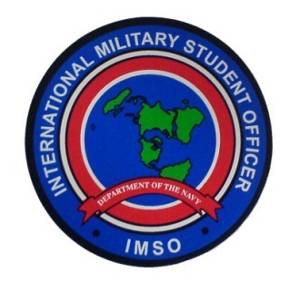 INTERNATIONAL MILITARY STUDENT OFFICER
DEPARTMENT OF THE NAVY
IMSO